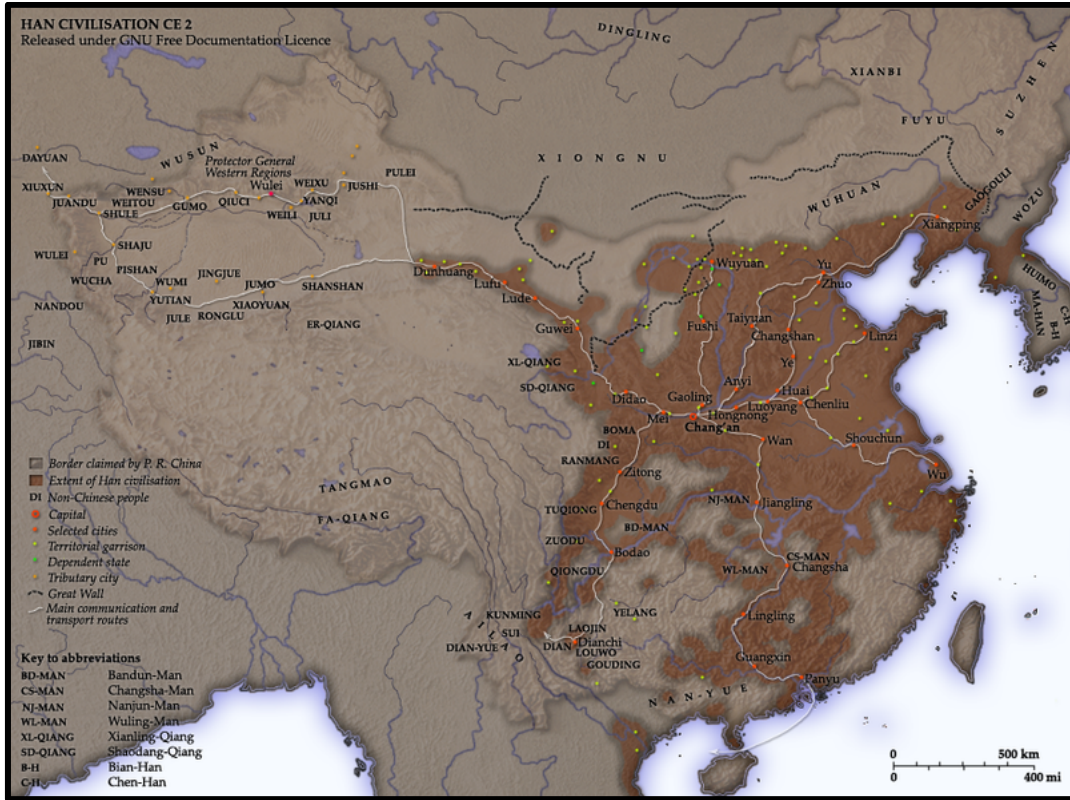 HAN CIVILISATION CE 2
Released under GNU Free Documentation Licence
DINGLING
XIANBI
SUZHEN
FUYU
DAYUAN
WUSUN
Protector General
Western Regions
XIONGNU
PULEI
XIUXUN
JUANDU
WENSU
WEITOU
SHULE
GUMO
QIUCI
Wulei
WEIXU
YANQI
JUSHI
WEILI
JULI
WUHUAN
GAOGOULI
WOZU
Xiangping
WULEI
SHAJU
PU
PISHAN
WUCHA
WUMI
JINGJUE
JUMO
SHANSHAN
YUTIAN
XIAOYUAN
JULE
RONGLU
NANDOU
ER-QIANG
JIBIN
Dunhuang
Lufu
Lude
Guwei
Wuyuan
Yu
Zhuo
HUIMO
MA-HAN
C-H
B-H
Fushi
Taiyuan
Changshan
Linzi
Ye
XL-QIANG
SD-QIANG
Anyi
Huai
Didao
Gaoling
Mei
Hongnong
Luoyang
Chenliu
Chang'an
BOMA
DI
Wan
Shouchun
RANMANG
Zitong
Wu
TANGMAO
FA-QIANG
TUQIONG
Chengdu
NJ-MAN
Jiangling
BD-MAN
ZUODU
Bodao
QIONGDU
CS-MAN
WL-MAN
Changsha
KUNMING
YELANG
Lingling
AILAO
SUI
LAOJIN
DIAN-YUE
DIAN
Dianchi
LOUWO
GOUDING
Guangxin
Panyu
NAN-YUE
Border claimed by P. R. China
Extent of Han civilisation
DI Non-Chinese people
Capital
Selected cities
Territorial garrison
Dependent state
Tributary city
Great Wall
Main communication and
transport routes
Key to abbreviations
BD-MAN Bandun-Man
CS-MAN Changsha-Man
NJ-MAN Nanjun-Man
WL-MAN Wuling-Man
XL-QIANG Xianling-Qiang
SD-QIANG Shaodang-Qiang
B-H Bian-Han
C-H Chen-Han
0 500 km
0 400 mi